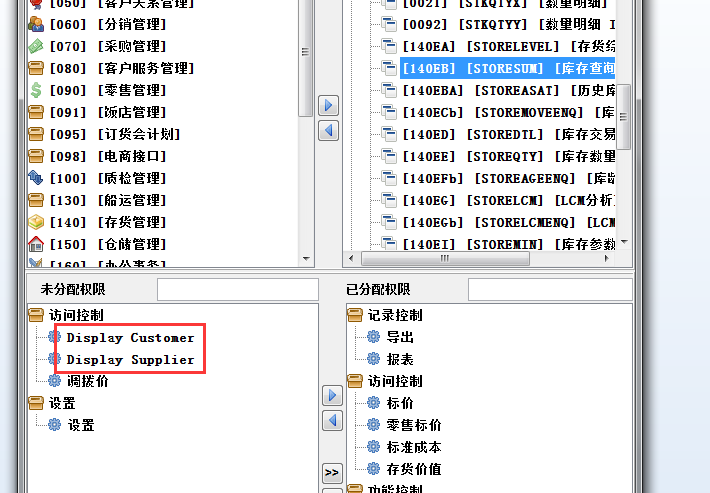 [050] [客户关系管理]
[060] [分销管理]
[070] [采购管理]
[080] [客户服务管理]
[090] [零售管理]
[091] [饭店管理]
[095] [订货会计划]
[098] [电商接口]
[100] [质检管理]
[130] [船运管理]
[140] [存货管理]
[150] [仓储管理]
[160] [办公事务]
[0021] [STKQTYX] [数量明细]
[0092] [STKQTYY] [数量明细 I
[140EA] [STORELEVEL] [存货综
[140EB] [STORESUM] [库存查询
[140EBA] [STOREASAT] [历史库
[140ECb] [STOREMOVEENQ] [库
[140ED] [STOREDTL] [库存交易
[140EE] [STOREQTY] [库存数量
[140EFb] [STOREAGEENQ] [库龄
[140EG] [STORELCM] [LCM分析
[140EGb] [STORELCMENQ] [LCM
[140EI] [STOREMIN] [库存参数
未分配权限
访问控制
Display Customer
Display Supplier
调拨价
设置
设置
已分配权限
记录控制
导出
报表
访问控制
标价
零售标价
标准成本
存货价值
功能控制
>>